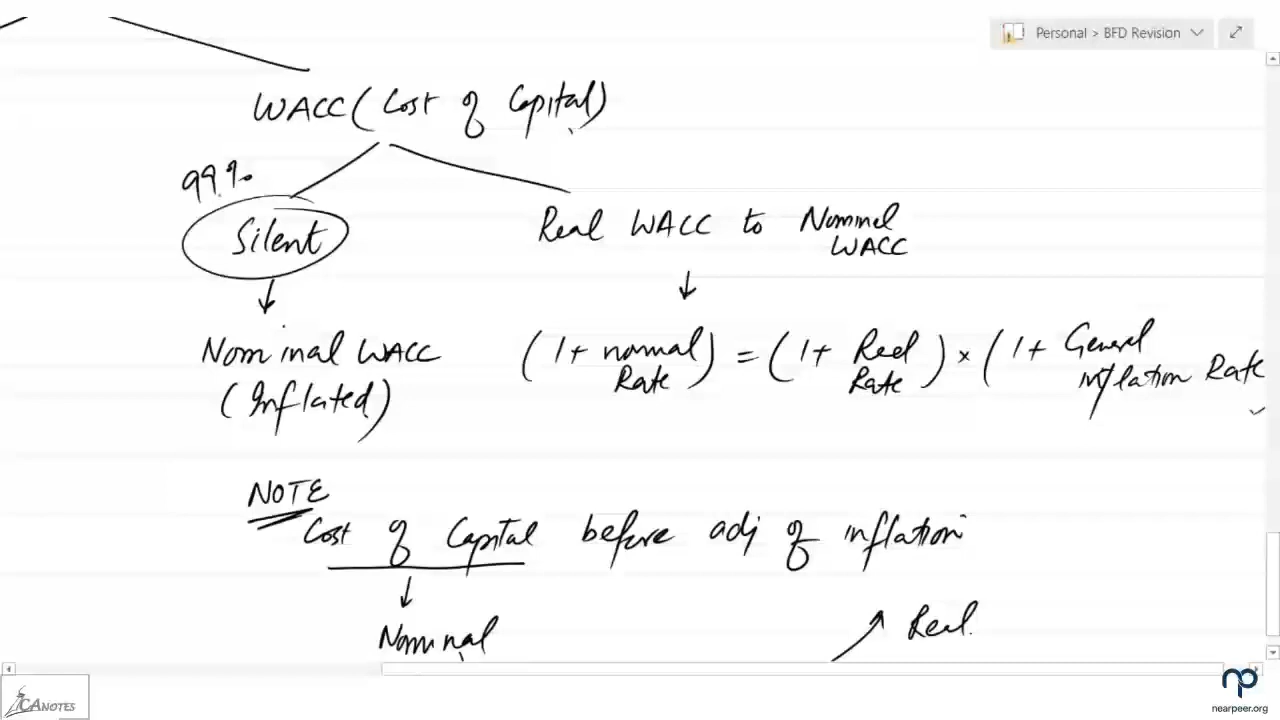 Personal > BFD Revision
WACC (Cost of Capital)
99%
Silent
Real WACC to Nominal
WACC
Nominal WACC
(Inflated)
(1 + normal Rate) = (1 + Real Rate) × (1 + General inflation Rate
NOTE
Cost of Capital before adj of inflation
Nominal
Real.
CANOTES
np
nearpeer.org